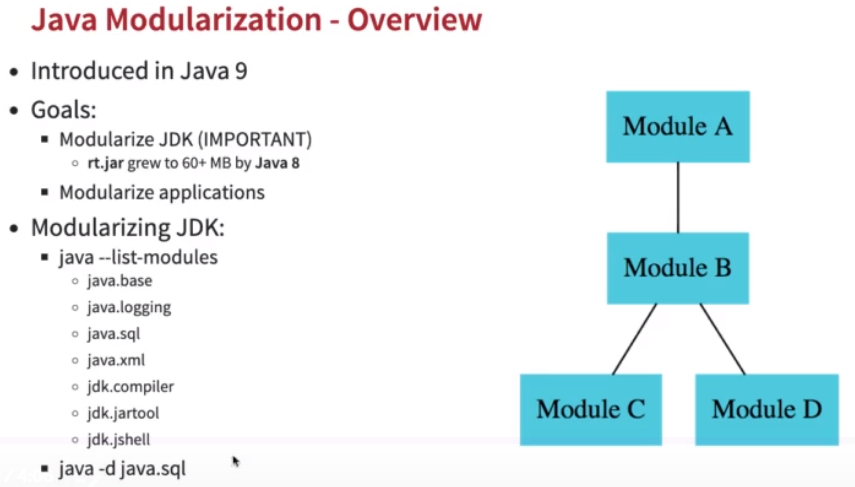 Java Modularization - Overview
• Introduced in Java 9
• Goals:
▪ Modularize JDK (IMPORTANT)
◦ rt.jar grew to 60+ MB by Java 8
▪ Modularize applications
• Modularizing JDK:
▪ java --list-modules
◦ java.base
◦ java.logging
◦ java.sql
◦ java.xml
◦ jdk.compiler
◦ jdk.jartool
◦ jdk.jshell
▪ java -d java.sql
Module A
Module B
Module C
Module D